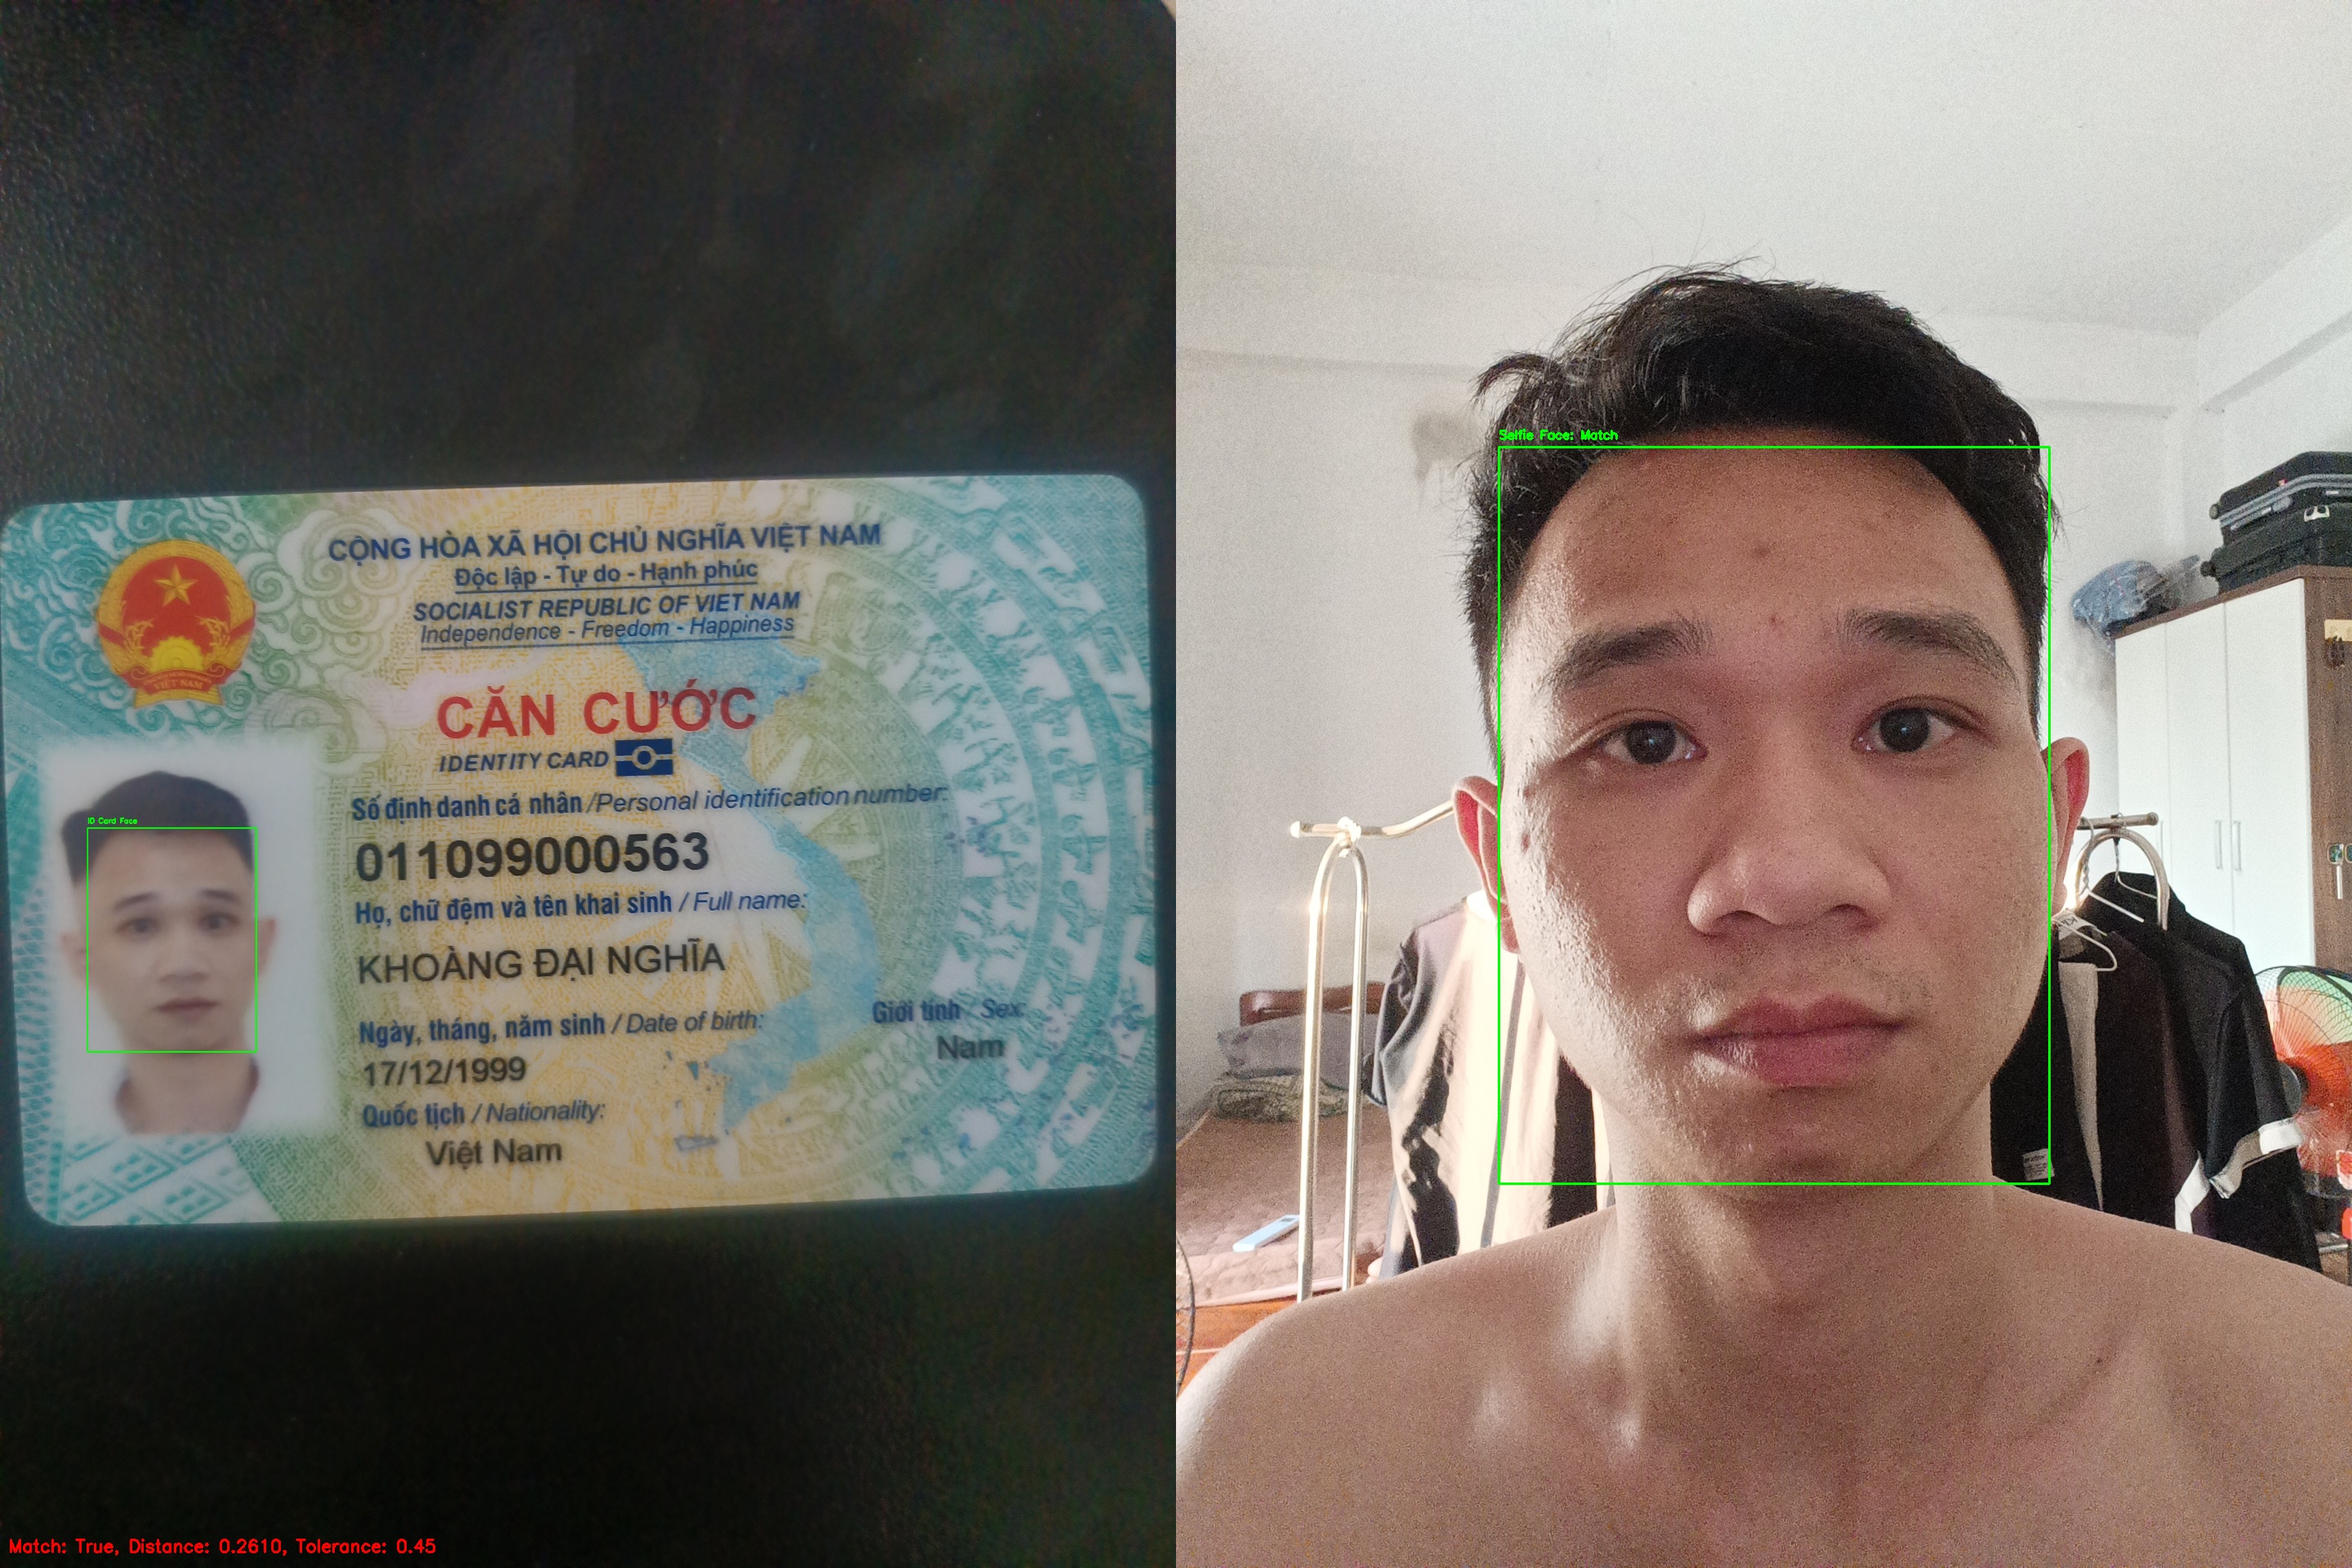 CỘNG HÒA XÃ HỘI CHỦ NGHĨA VIỆT NAM
Độc lập - Tự do - Hạnh phúc
SOCIALIST REPUBLIC OF VIET NAM
Independence - Freedom - Happiness
VIỆT NAM
CĂN CƯỚC
IDENTITY CARD
Số định danh cá nhân /Personal identification number:
011099000563
Họ, chữ đệm và tên khai sinh / Full name:
KHOÀNG ĐẠI NGHĨA
Ngày, tháng, năm sinh / Date of birth:
17/12/1999
Giới tính / Sex:
Nam
Quốc tịch / Nationality:
Việt Nam
ID Card Face
Match: True, Distance: 0.2610, Tolerance: 0.45
Selfie Face: Match